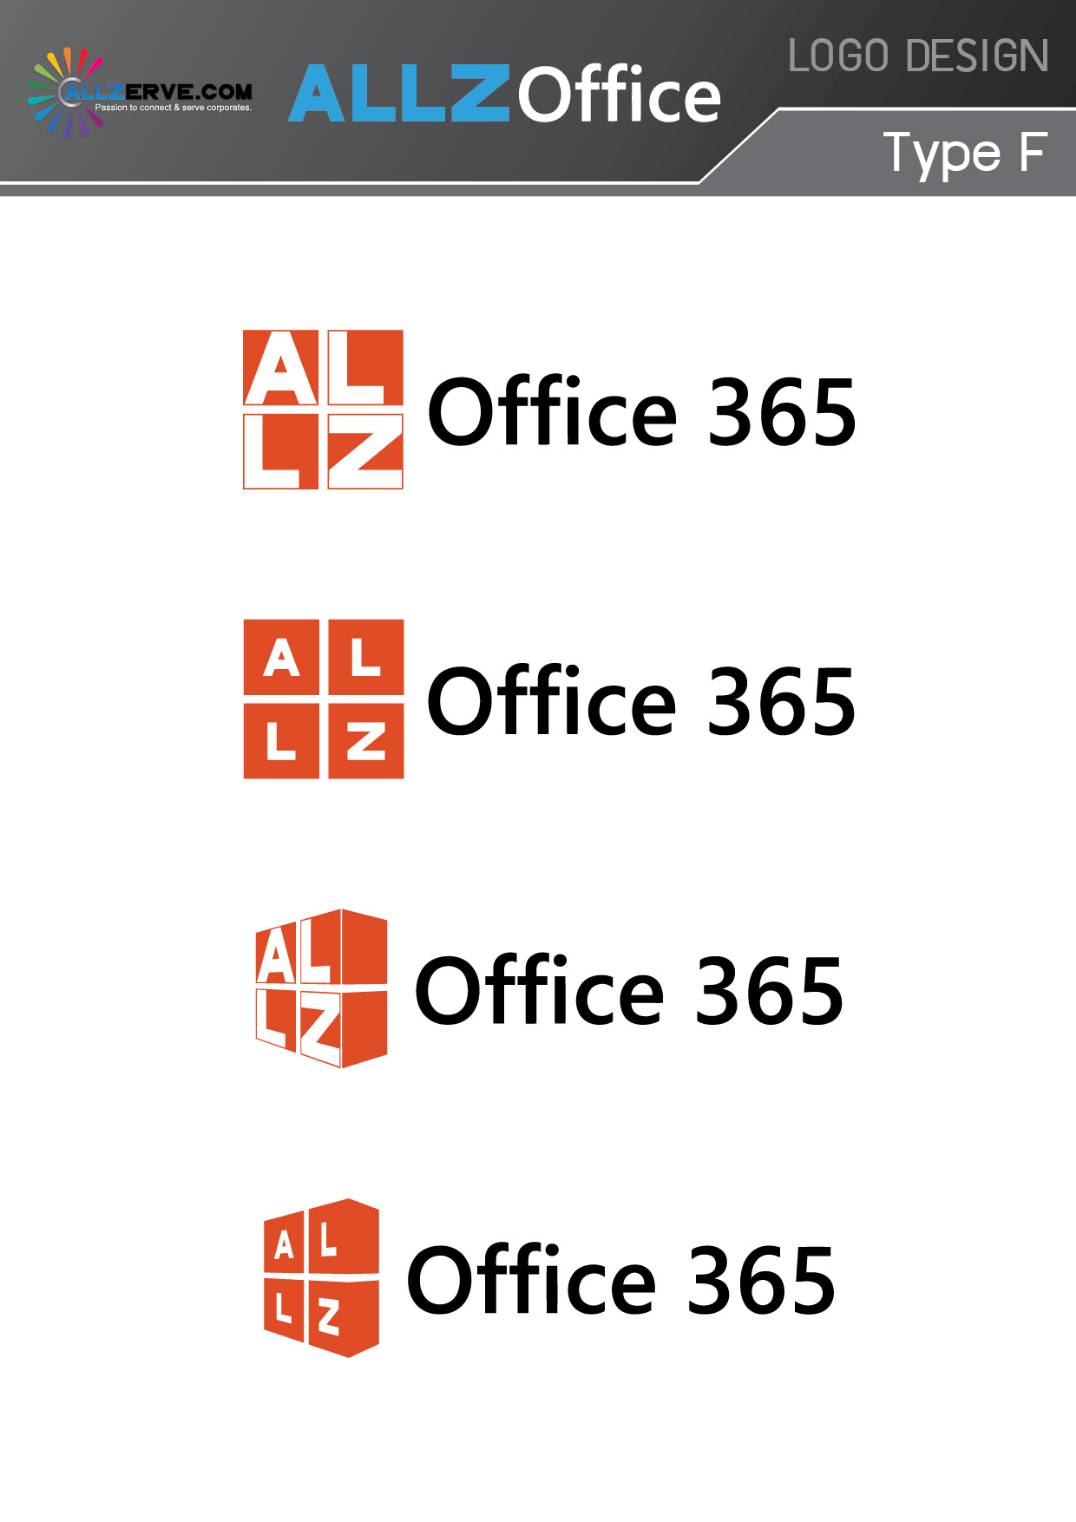 ALLZERVE.COM
Passion to connect & serve corporates.
ALLZOffice
LOGO DESIGN
Type F
AL
LZ
Office 365
A L
L Z
Office 365
AL
LZ
Office 365
A L
L Z
Office 365